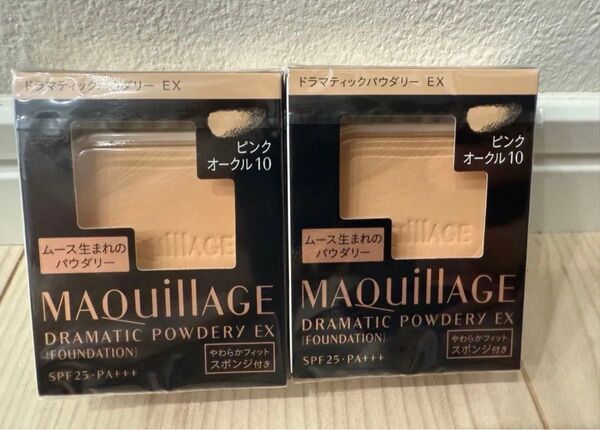 ドラマティックパウダリー EX
ピンク
オークル10
ムース生まれの
パウダリー
MAQuillAGE
DRAMATIC POWDERY EX
(FOUNDATION)
SPF25・PA+++
やわらかフィット
スポンジ付き
ドラマティックパウダリー EX
ピンク
オークル10
uillAGE
ムース生まれの
パウダリー
MAQuillAGE
DRAMATIC POWDERY EX
(FOUNDATION)
SPF25・PA+++
やわらかフィット
スポンジ付き